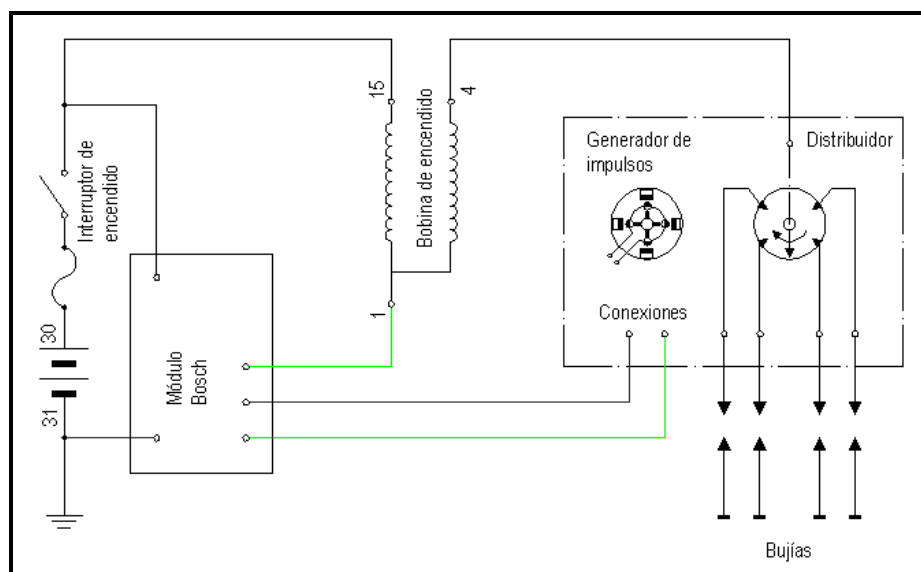 15
4
Bobina de encendido
Interruptor de
encendido
Generador de
impulsos
Distribuidor
1
Conexiones
30
31
Módulo
Bosch
Bujías